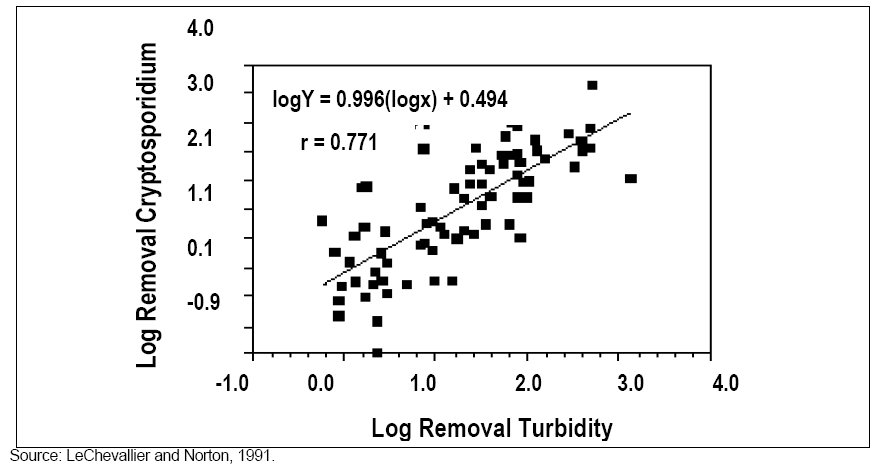 4.0
3.0
2.1
1.1
0.1
-0.9
Log Removal Cryptosporidium
logY = 0.996(logx) + 0.494
r = 0.771
-1.0 0.0 1.0 2.0 3.0 4.0
Log Removal Turbidity
Source: LeChevallier and Norton, 1991.